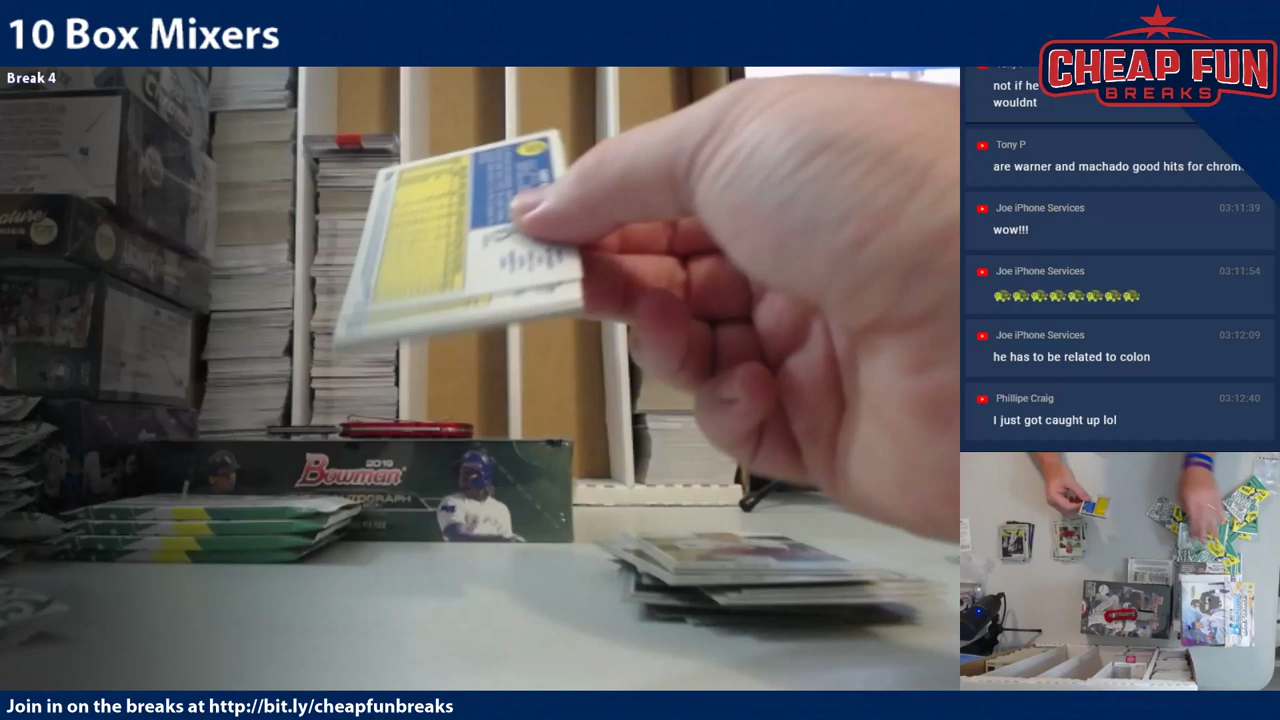 10 Box Mixers
Break 4
CHEAP FUN
BREAKS
not if he
wouldnt
Tony P
are warner and machado good hits for chrom
Joe iPhone Services 03:11:39
wow!!!
Joe iPhone Services 03:11:54
Joe iPhone Services 03:12:09
he has to be related to colon
Phillipe Craig 03:12:40
I just got caught up lol
2019
Bowman
AUTOGRAPH
Join in on the breaks at http://bit.ly/cheapfunbreaks